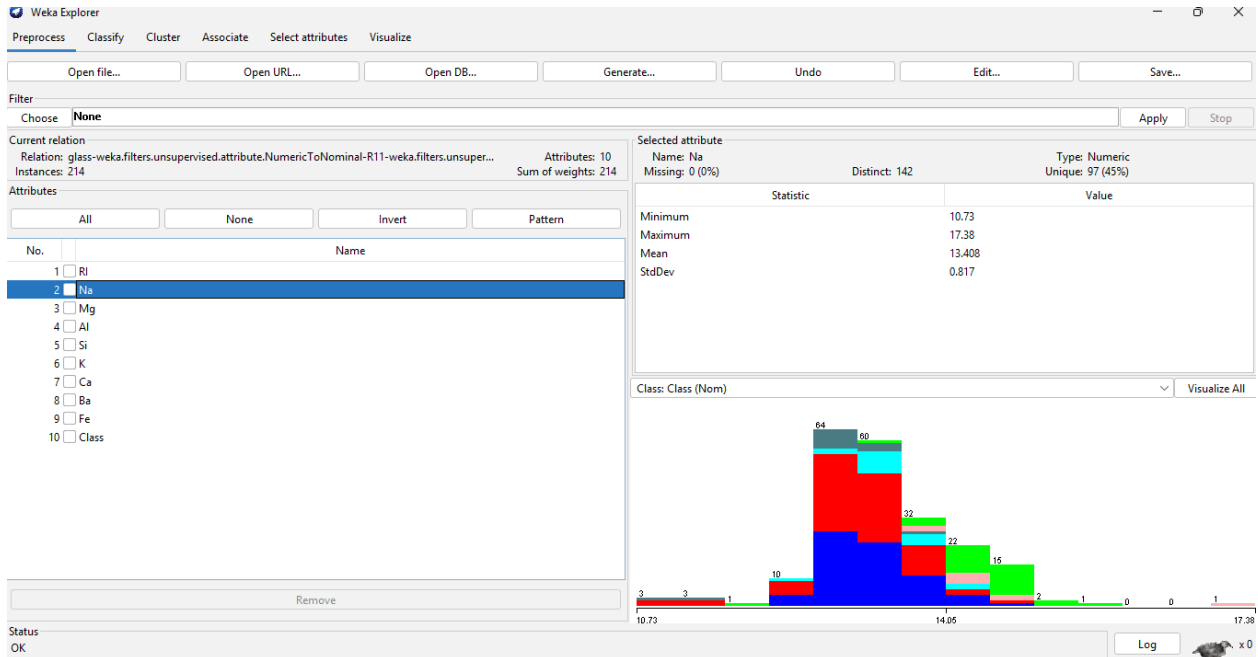 Weka Explorer
Preprocess Classify Cluster Associate Select attributes Visualize
Open file... Open URL... Open DB... Generate... Undo Edit... Save...
Filter
Choose None Apply Stop
Current relation
Relation: glass-weka.filters.unsupervised.attribute.NumericToNominal-R11-weka.filters.unsuper... Attributes: 10
Instances: 214 Sum of weights: 214
Attributes
All None Invert Pattern
No. Name
1 RI
2 Na
3 Mg
4 Al
5 Si
6 K
7 Ca
8 Ba
9 Fe
10 Class
Remove
Selected attribute
Name: Na Type: Numeric
Missing: 0 (0%) Distinct: 142 Unique: 97 (45%)
Statistic Value
Minimum 10.73
Maximum 17.38
Mean 13.408
StdDev 0.817
Class: Class (Nom) Visualize All
3 3 1 10 64 60 32 22 15 2 1 0 0 1
10.73 14.05 17.38
Status
OK Log x 0